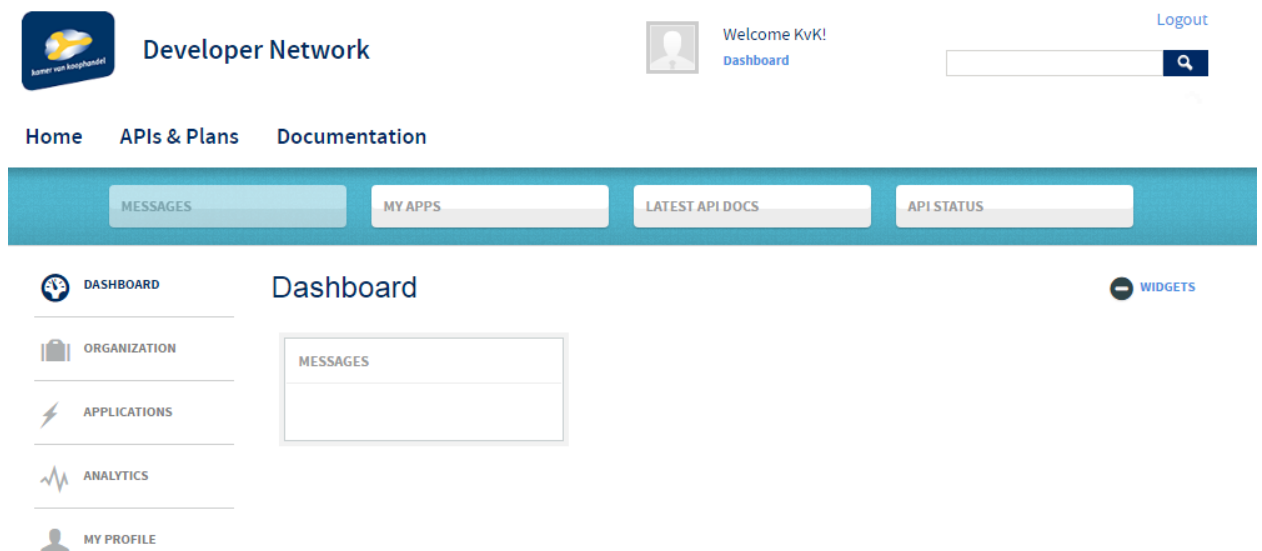 kamer van koophandel
Developer Network
Welcome KvK!
Dashboard
Logout
Home APIs & Plans Documentation
MESSAGES MY APPS LATEST API DOCS API STATUS
DASHBOARD
ORGANIZATION
APPLICATIONS
ANALYTICS
MY PROFILE
Dashboard
WIDGETS
MESSAGES